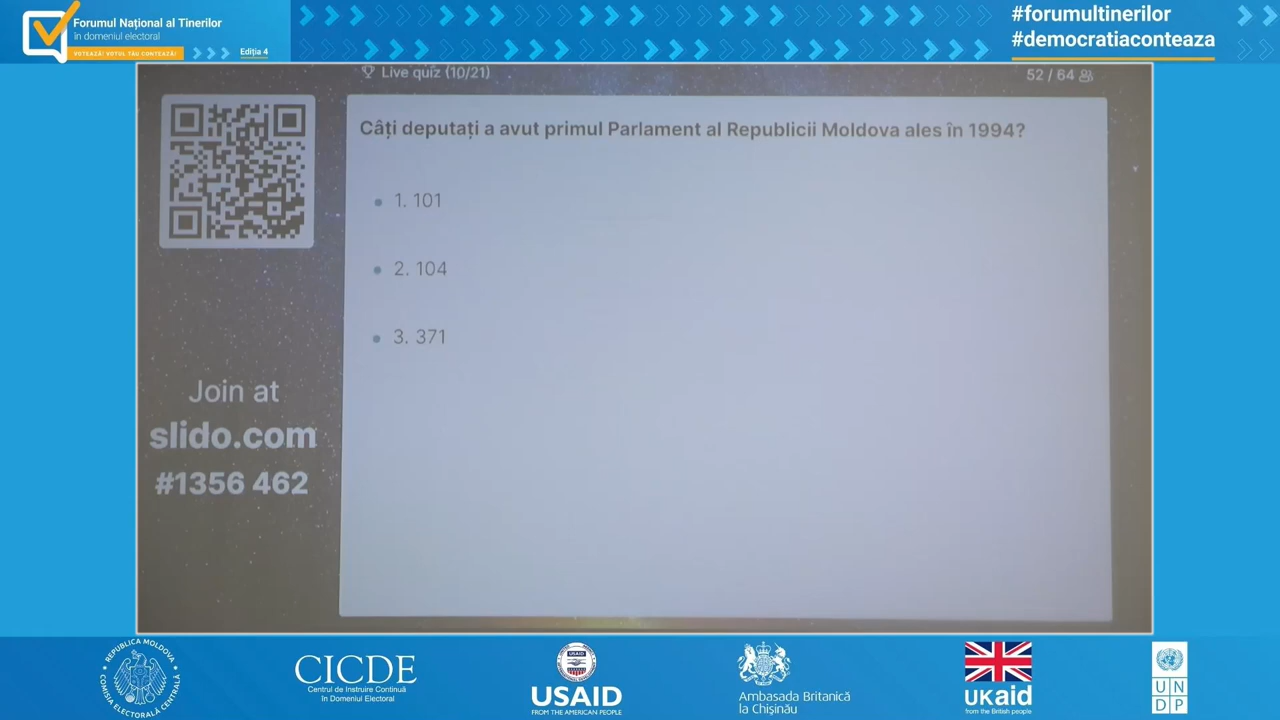 Forumul Național al Tinerilor
în domeniul electoral
VOTEAZĂ! VOTUL TĂU CONTEAZĂ!
Ediția 4
#forumultinerilor
#democratiaconteaza
Live quiz (10/21)
52 / 64
Câți deputați a avut primul Parlament al Republicii Moldova ales în 1994?
1. 101
2. 104
3. 371
Join at
slido.com
#1356 462
REPUBLICA MOLDOVA
COMISIA ELECTORALĂ CENTRALĂ
CICDE
Centrul de Instruire Continuă
în Domeniul Electoral
USAID
USAID
FROM THE AMERICAN PEOPLE
Ambasada Britanică
la Chișinău
UKaid
from the British people
U N
D P